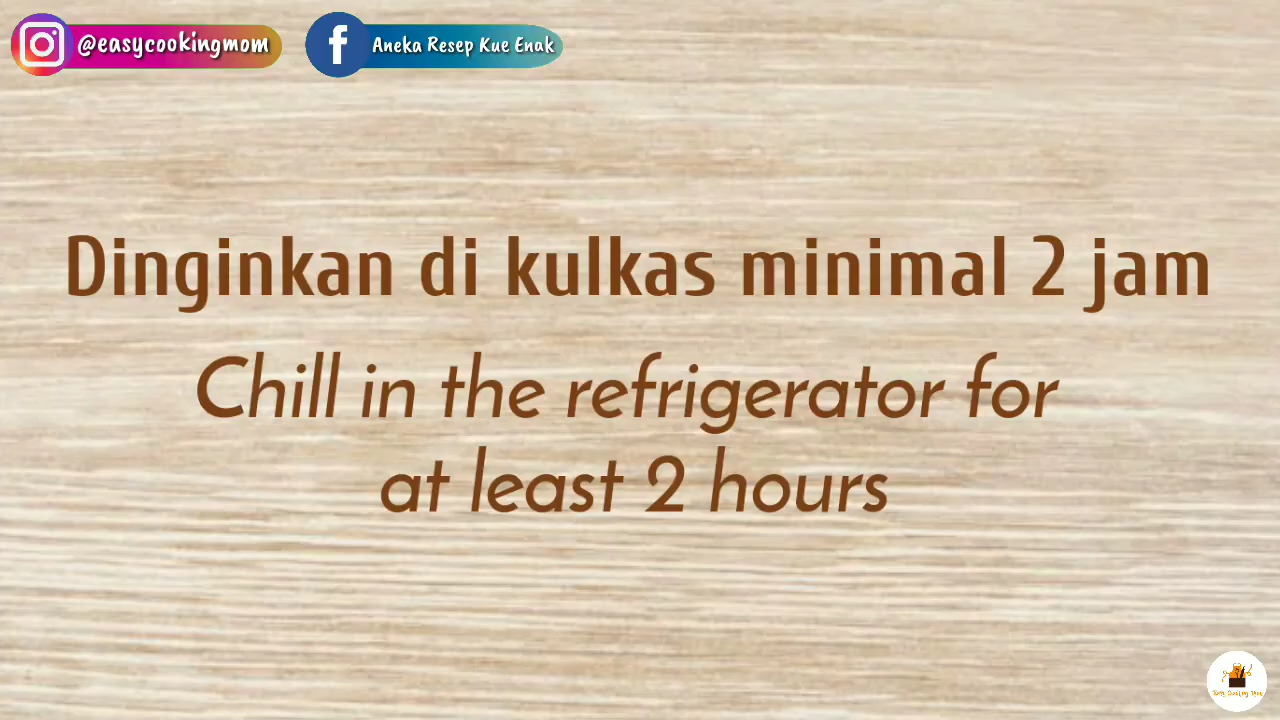 @easycookingmom
Aneka Resep Kue Enak
Dinginkan di kulkas minimal 2 jam
Chill in the refrigerator for
at least 2 hours